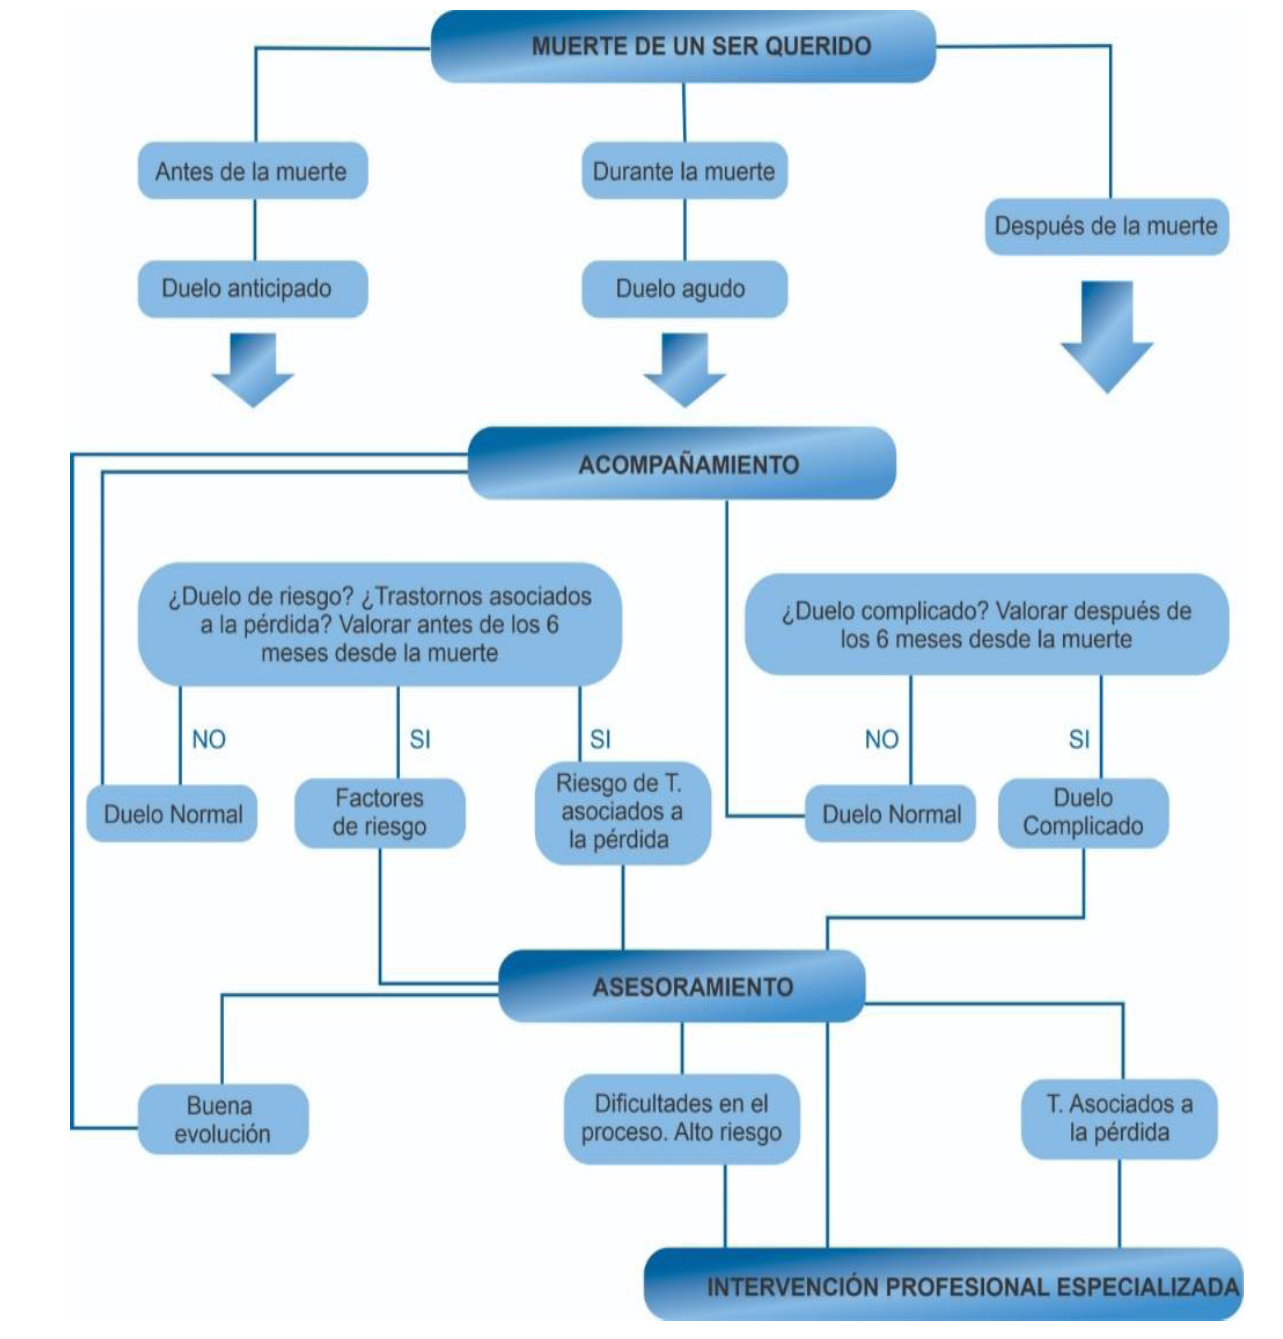 MUERTE DE UN SER QUERIDO
Antes de la muerte
Durante la muerte
Después de la muerte
Duelo anticipado
Duelo agudo
ACOMPAÑAMIENTO
¿Duelo de riesgo? ¿Trastornos asociados
a la pérdida? Valorar antes de los 6
meses desde la muerte
¿Duelo complicado? Valorar después de
los 6 meses desde la muerte
NO
SI
SI
NO
SI
Duelo Normal
Factores
de riesgo
Riesgo de T.
asociados a
la pérdida
Duelo Normal
Duelo
Complicado
ASESORAMIENTO
Buena
evolución
Dificultades en el
proceso. Alto riesgo
T. Asociados a
la pérdida
INTERVENCIÓN PROFESIONAL ESPECIALIZADA